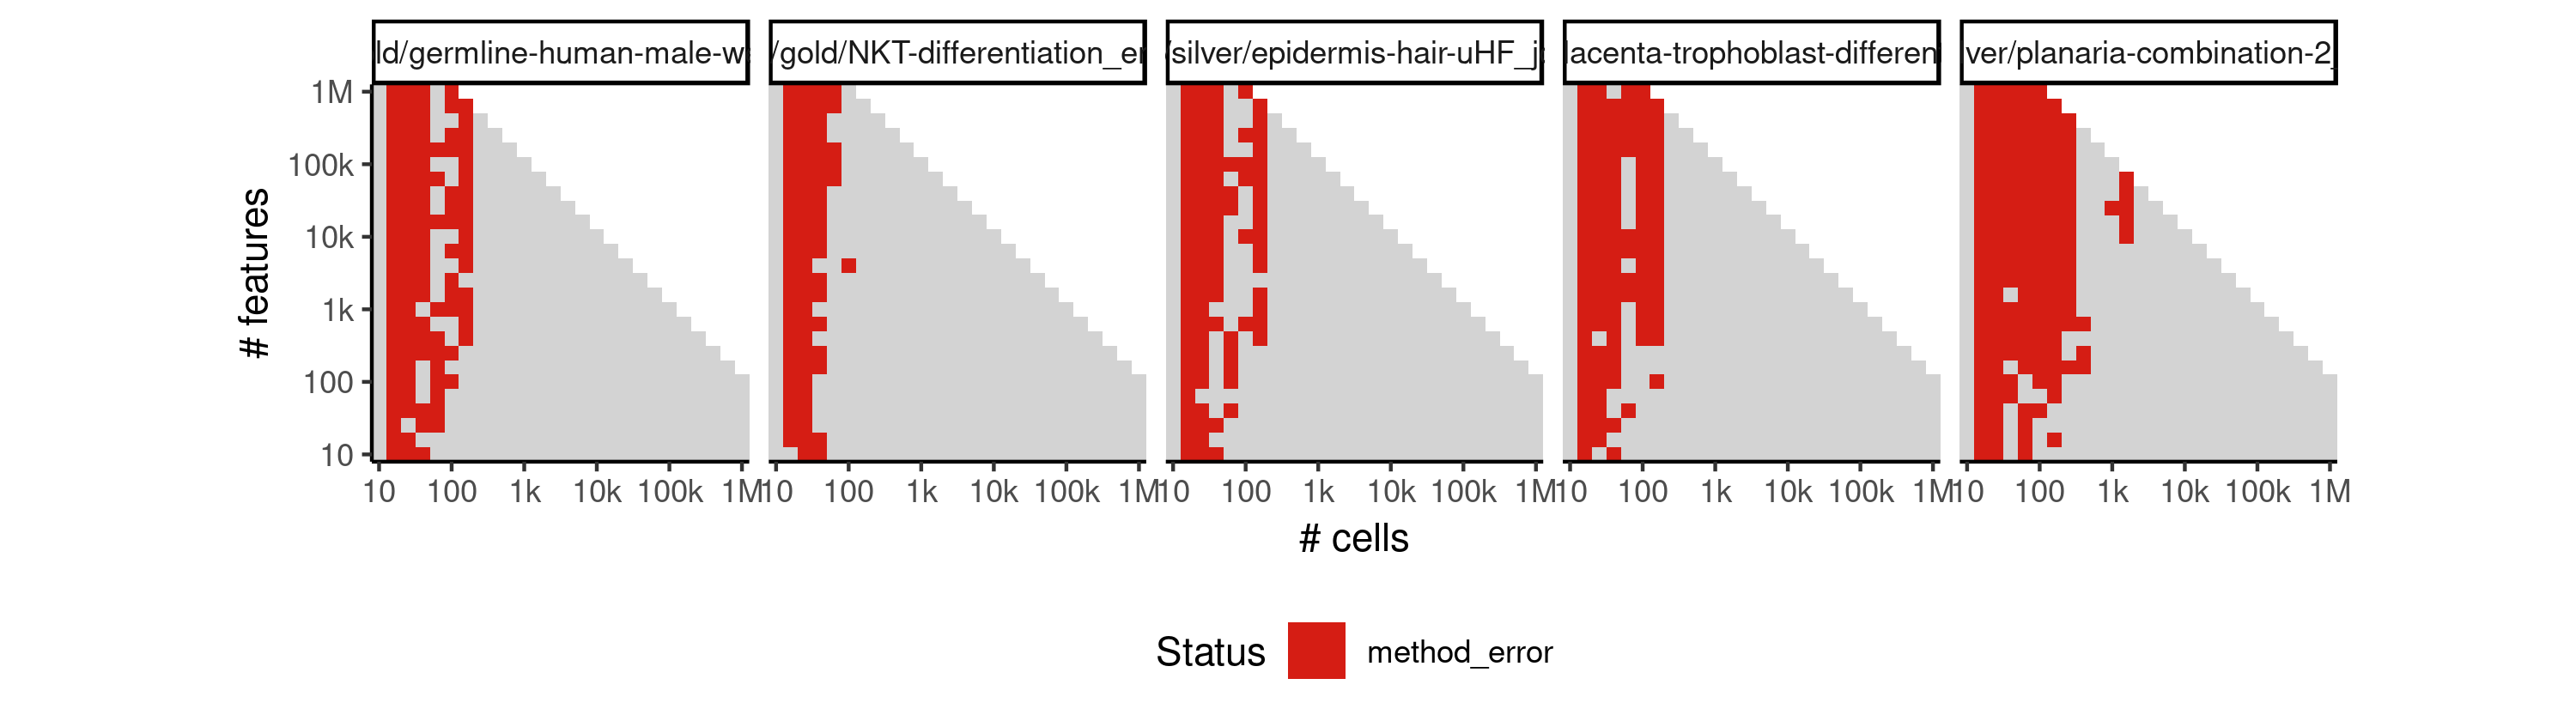 ld/germline-human-male-w
/gold/NKT-differentiation_e
silver/epidermis-hair-uHF_j
lacenta-trophoblast-differen
ver/planaria-combination-2_
# features
1M
100k
10k
1k
100
10
10 100 1k 10k 100k 1M
10 100 1k 10k 100k 1M
10 100 1k 10k 100k 1M
10 100 1k 10k 100k 1M
10 100 1k 10k 100k 1M
# cells
Status method_error